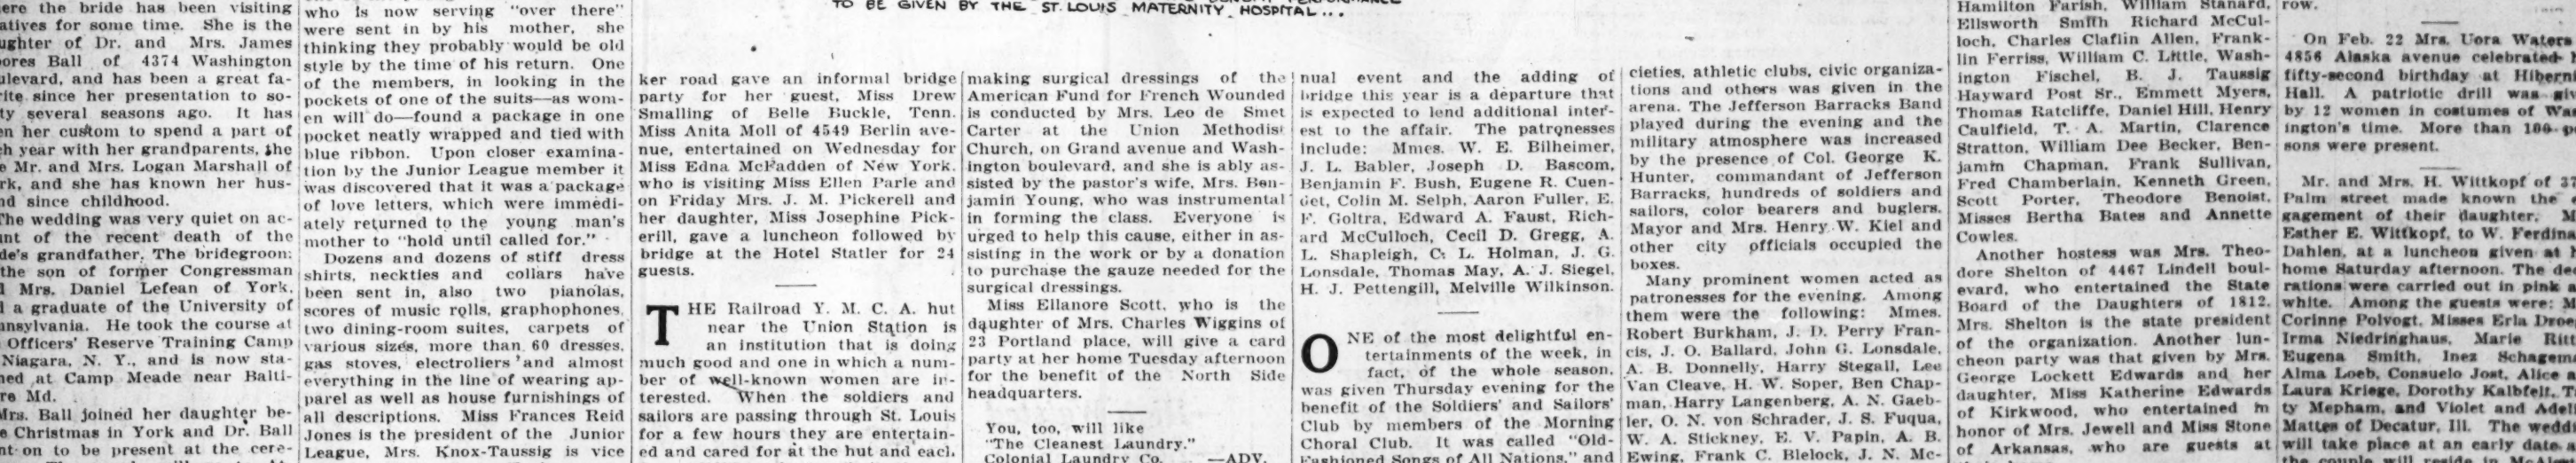 TO BE GIVEN BY THE ST. LOUIS MATERNITY HOSPITAL...
ere the bride has been visiting
atives for some time. She is the
ughter of Dr. and Mrs. James
ores Ball of 4374 Washington
ulevard, and has been a great fa-
rite since her presentation to so-
ty several seasons ago. It has
en her custom to spend a part of
ch year with her grandparents, the
e Mr. and Mrs. Logan Marshall of
rk, and she has known her hus-
nd since childhood.
The wedding was very quiet on ac-
unt of the recent death of the
de's grandfather. The bridegroom:
the son of former Congressman
d Mrs. Daniel Lefean of York,
d a graduate of the University of
nnsylvania. He took the course at
Officers' Reserve Training Camp
Niagara, N. Y., and is now sta-
ned at Camp Meade near Balti-
re Md.
Mrs. Ball joined her daughter be-
e Christmas in York and Dr. Ball
nt on to be present at the cere-
who is now serving "over there"
were sent in by his mother, she
thinking they probably would be old
style by the time of his return. One
of the members, in looking in the
pockets of one of the suits—as wom-
en will do—found a package in one
pocket neatly wrapped and tied with
blue ribbon. Upon closer examina-
tion by the Junior League member it
was discovered that it was a package
of love letters, which were immedi-
ately returned to the young man's
mother to "hold until called for."
Dozens and dozens of stiff dress
shirts, neckties and collars have
been sent in, also two pianolas,
scores of music rolls, graphophones,
two dining-room suites, carpets of
various sizes, more than 60 dresses,
gas stoves, electroliers and almost
everything in the line of wearing ap-
parel as well as house furnishings of
all descriptions. Miss Frances Reid
Jones is the president of the Junior
League, Mrs. Knox-Taussig is vice
ker road gave an informal bridge
party for her guest, Miss Drew
Smalling of Belle Buckle, Tenn.
Miss Anita Moll of 4549 Berlin ave-
nue, entertained on Wednesday for
Miss Edna McFadden of New York,
who is visiting Miss Ellen Parle and
on Friday Mrs. J. M. Pickerell and
her daughter, Miss Josephine Pick-
erill, gave a luncheon followed by
bridge at the Hotel Statler for 24
guests.
THE Railroad Y. M. C. A. hut
near the Union Station is
an institution that is doing
much good and one in which a num-
ber of well-known women are in-
terested. When the soldiers and
sailors are passing through St. Louis
for a few hours they are entertain-
ed and cared for at the hut and each,
making surgical dressings of the
American Fund for French Wounded
is conducted by Mrs. Leo de Smet
Carter at the Union Methodist
Church, on Grand avenue and Wash-
ington boulevard, and she is ably as-
sisted by the pastor's wife, Mrs. Ben-
jamin Young, who was instrumental
in forming the class. Everyone is
urged to help this cause, either in as-
sisting in the work or by a donation
to purchase the gauze needed for the
surgical dressings.
Miss Ellanore Scott, who is the
daughter of Mrs. Charles Wiggins of
23 Portland place, will give a card
party at her home Tuesday afternoon
for the benefit of the North Side
headquarters.
You, too, will like
"The Cleanest Laundry."
Colonial Laundry Co. —ADV.
nual event and the adding of
bridge this year is a departure that
is expected to lend additional inter-
est to the affair. The patronesses
include: Mmes. W. E. Bilheimer,
J. L. Babler, Joseph D. Bascom,
Benjamin F. Bush, Eugene R. Cuen-
det, Colin M. Selph, Aaron Fuller, E.
F. Goltra, Edward A. Faust, Rich-
ard McCulloch, Cecil D. Gregg, A.
L. Shapleigh, C. L. Holman, J. G.
Lonsdale, Thomas May, A. J. Siegel,
H. J. Pettengill, Melville Wilkinson.
ONE of the most delightful en-
tertainments of the week, in
fact, of the whole season,
was given Thursday evening for the
benefit of the Soldiers' and Sailors'
Club by members of the Morning
Choral Club. It was called "Old-
Fashioned Songs of All Nations," and
cieties, athletic clubs, civic organiza-
tions and others was given in the
arena. The Jefferson Barracks Band
played during the evening and the
military atmosphere was increased
by the presence of Col. George K.
Hunter, commandant of Jefferson
Barracks, hundreds of soldiers and
sailors, color bearers and buglers.
Mayor and Mrs. Henry W. Kiel and
other city officials occupied the
boxes.
Many prominent women acted as
patronesses for the evening. Among
them were the following: Mmes.
Robert Burkham, J. D. Perry Fran-
cis, J. O. Ballard, John G. Lonsdale,
A. B. Donnelly, Harry Stegall, Lee
Van Cleave, H. W. Soper, Ben Chap-
man, Harry Langenberg, A. N. Gaeb-
ler, O. N. von Schrader, J. S. Fuqua,
W. A. Stickney, E. V. Papin, A. B.
Ewing, Frank C. Blelock, J. N. Mc-
Hamilton Farish, William Stanard,
Ellsworth Smith Richard McCul-
loch, Charles Claflin Allen, Frank-
lin Ferriss, William C. Little, Wash-
ington Fischel, B. J. Taussig
Hayward Post Sr., Emmett Myers,
Thomas Ratcliffe, Daniel Hill, Henry
Caulfield, T. A. Martin, Clarence
Stratton, William Dee Becker, Ben-
jamin Chapman, Frank Sullivan,
Fred Chamberlain, Kenneth Green,
Scott Porter, Theodore Benoist,
Misses Bertha Bates and Annette
Cowles.
Another hostess was Mrs. Theo-
dore Shelton of 4467 Lindell boul-
evard, who entertained the State
Board of the Daughters of 1812.
Mrs. Shelton is the state president
of the organization. Another lun-
cheon party was that given by Mrs.
George Lockett Edwards and her
daughter, Miss Katherine Edwards
of Kirkwood, who entertained in
honor of Mrs. Jewell and Miss Stone
of Arkansas, who are guests at
row.
On Feb. 22 Mrs. Cora Waters
4856 Alaska avenue celebrated
fifty-second birthday at Hibern
Hall. A patriotic drill was giv
by 12 women in costumes of Was
ington's time. More than 100 p
sons were present.
Mr. and Mrs. H. Wittkopf of 37
Palm street made known the e
gagement of their daughter, M
Esther E. Wittkopf, to W. Ferdina
Dahlen, at a luncheon given at h
home Saturday afternoon. The de
rations were carried out in pink a
white. Among the guests were: M
Corinne Polvogt, Misses Erla Droe
Irma Niedringhaus, Marie Ritt
Eugena Smith, Inez Schagem
Alma Loeb, Consuelo Jost, Alice a
Laura Kriege, Dorothy Kalbfell, T
ty Mepham, and Violet and Adel
Mattes of Decatur, Ill. The weddi
will take place at an early date a
the couple will reside in